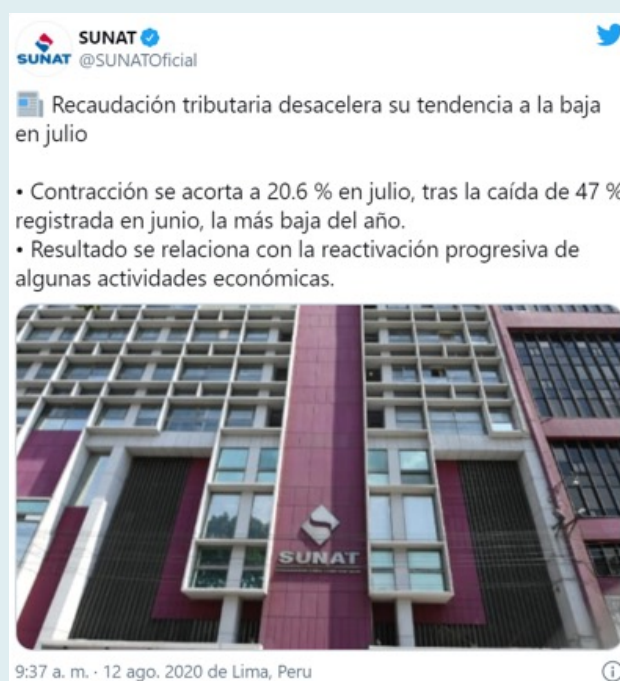 SUNAT
@SUNATOficial
SUNAT
Recaudación tributaria desacelera su tendencia a la baja
en julio
• Contracción se acorta a 20.6 % en julio, tras la caída de 47 %
registrada en junio, la más baja del año.
• Resultado se relaciona con la reactivación progresiva de
algunas actividades económicas.
SUNAT
9:37 a. m. · 12 ago. 2020 de Lima, Peru